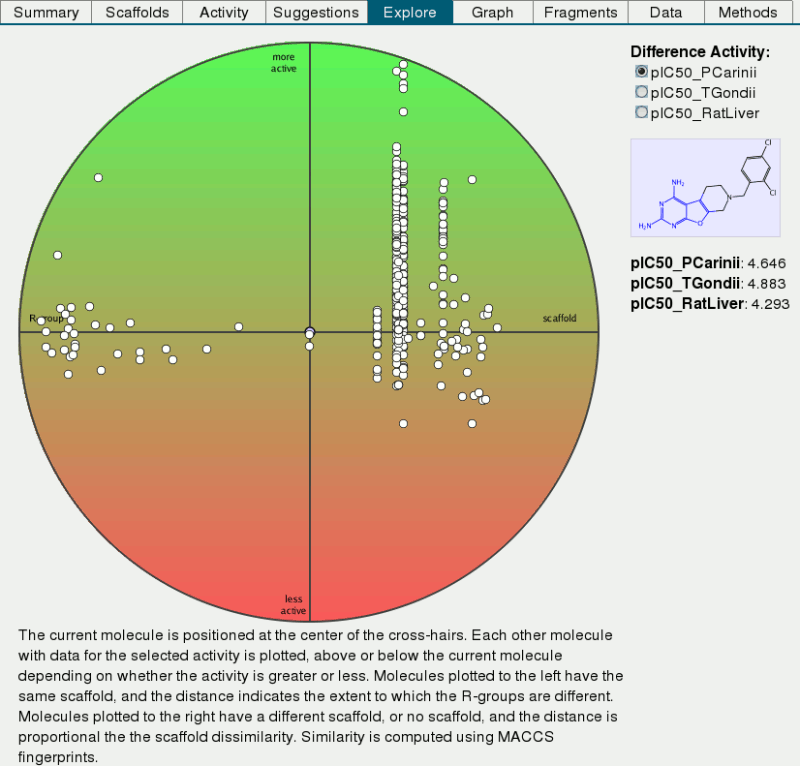 Summary Scaffolds Activity Suggestions Explore Graph Fragments Data Methods
more
active
R-group
scaffold
less
active
Difference Activity:
pIC50_PCarinii
pIC50_TGondii
pIC50_RatLiver
Cl
Cl
NH₂
N
N
H₂N
N
O
pIC50_PCarinii: 4.646
pIC50_TGondii: 4.883
pIC50_RatLiver: 4.293
The current molecule is positioned at the center of the cross-hairs. Each other molecule
with data for the selected activity is plotted, above or below the current molecule
depending on whether the activity is greater or less. Molecules plotted to the left have the
same scaffold, and the distance indicates the extent to which the R-groups are different.
Molecules plotted to the right have a different scaffold, or no scaffold, and the distance is
proportional the the scaffold dissimilarity. Similarity is computed using MACCS
fingerprints.